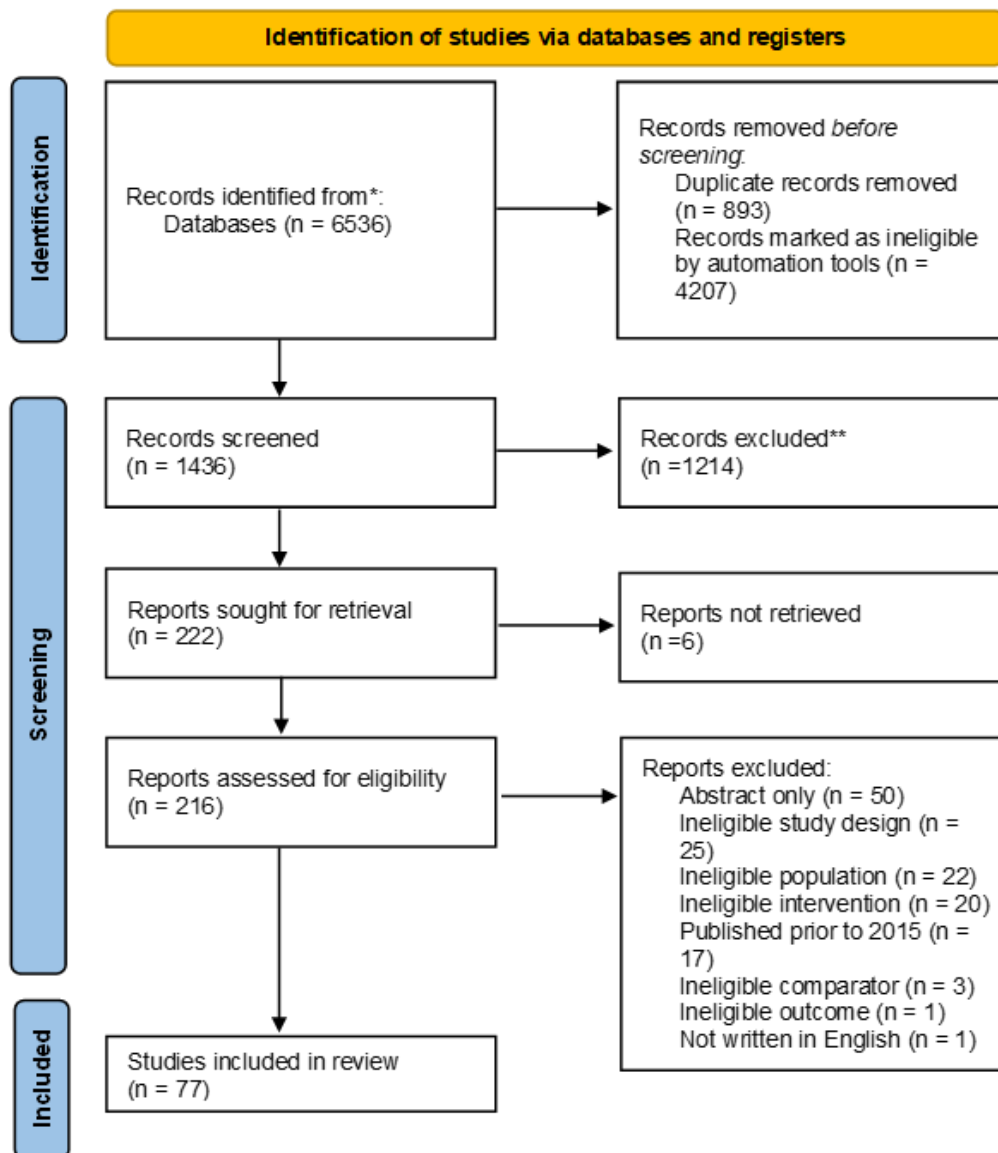 Identification of studies via databases and registers
Identification
Records identified from*:
Databases (n = 6536)
Records removed before
screening:
Duplicate records removed
(n = 893)
Records marked as ineligible
by automation tools (n =
4207)
Screening
Records screened
(n = 1436)
Records excluded**
(n =1214)
Reports sought for retrieval
(n = 222)
Reports not retrieved
(n =6)
Reports assessed for eligibility
(n = 216)
Reports excluded:
Abstract only (n = 50)
Ineligible study design (n =
25)
Ineligible population (n = 22)
Ineligible intervention (n = 20)
Published prior to 2015 (n =
17)
Ineligible comparator (n = 3)
Ineligible outcome (n = 1)
Not written in English (n = 1)
Included
Studies included in review
(n = 77)